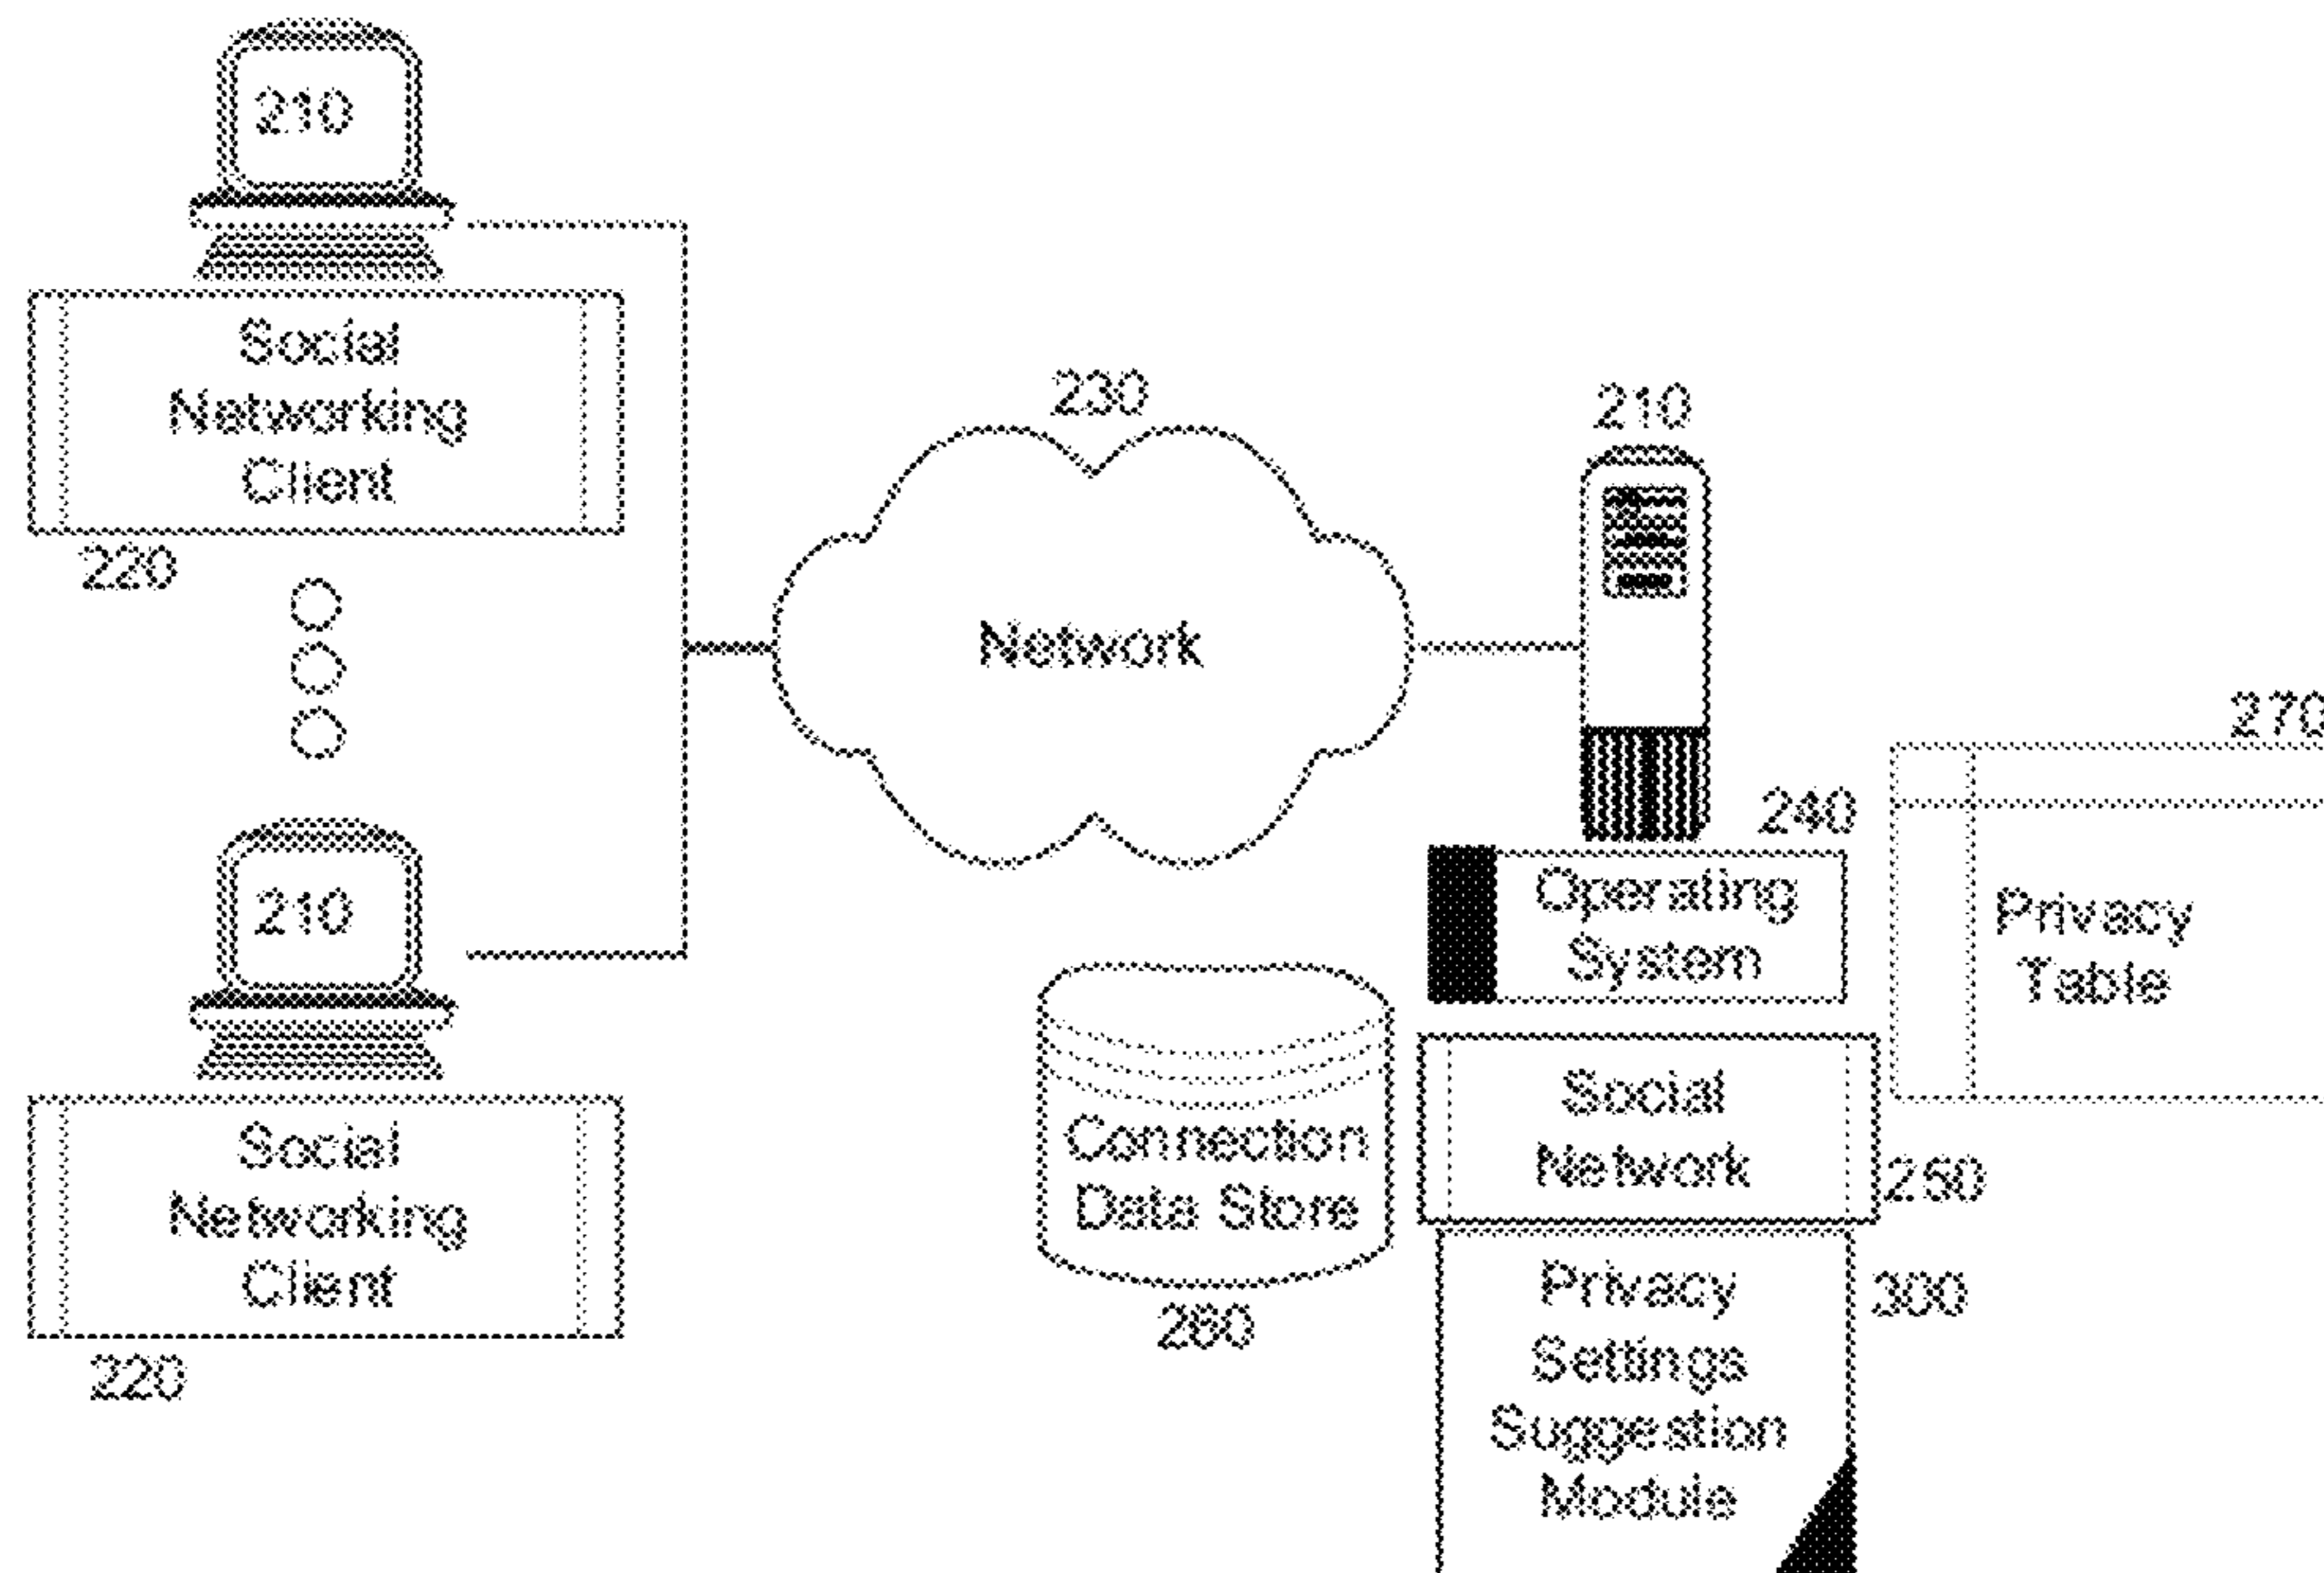 210
Social
Networking
Client
220
210
Social
Networking
Client
220
230
Network
210
240
Operating
System
270
Privacy
Table
Social
Network
250
Connection
Data Store
260
Privacy
Settings
Suggestion
Module
300